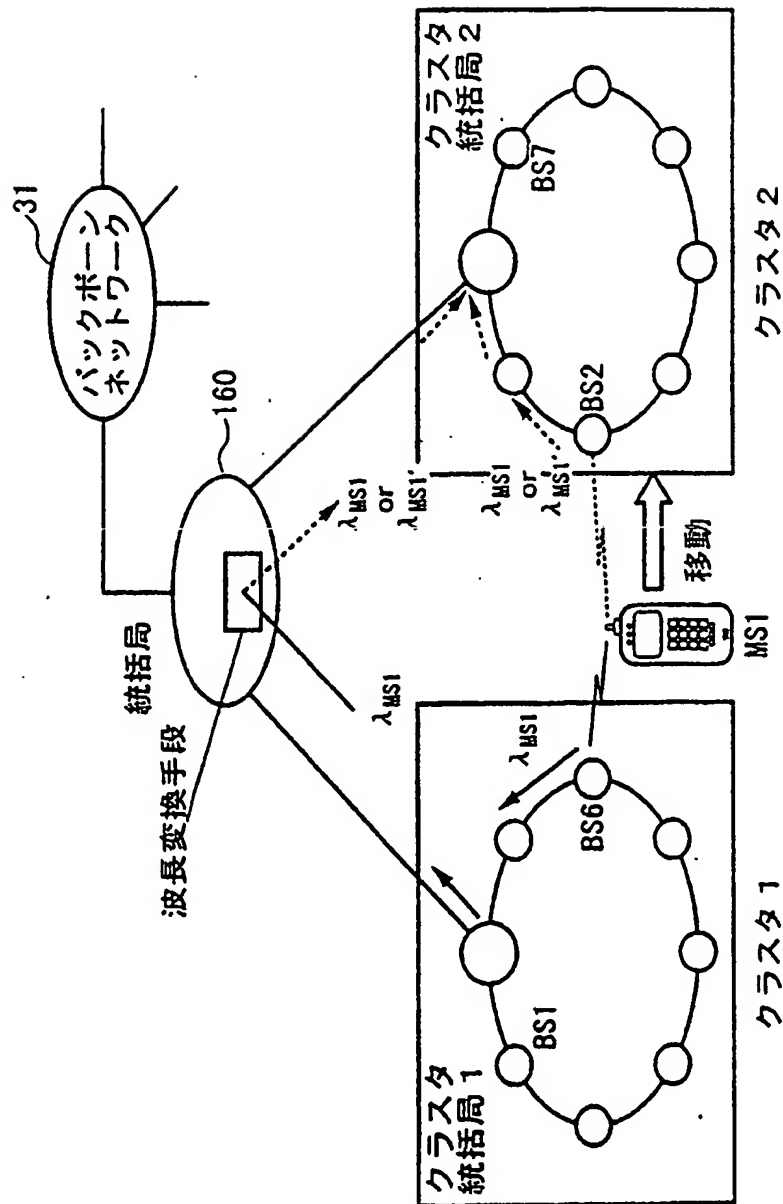 31
バックボーン
ネットワーク
160
統括局
波長変換手段
λMS1
λMS1
or
λMS1'
λMS1
or
λMS1'
クラスタ
統括局1
BS1
BS6
λMS1
クラスタ1
MS1
移動
クラスタ
統括局2
BS7
BS2
クラスタ2